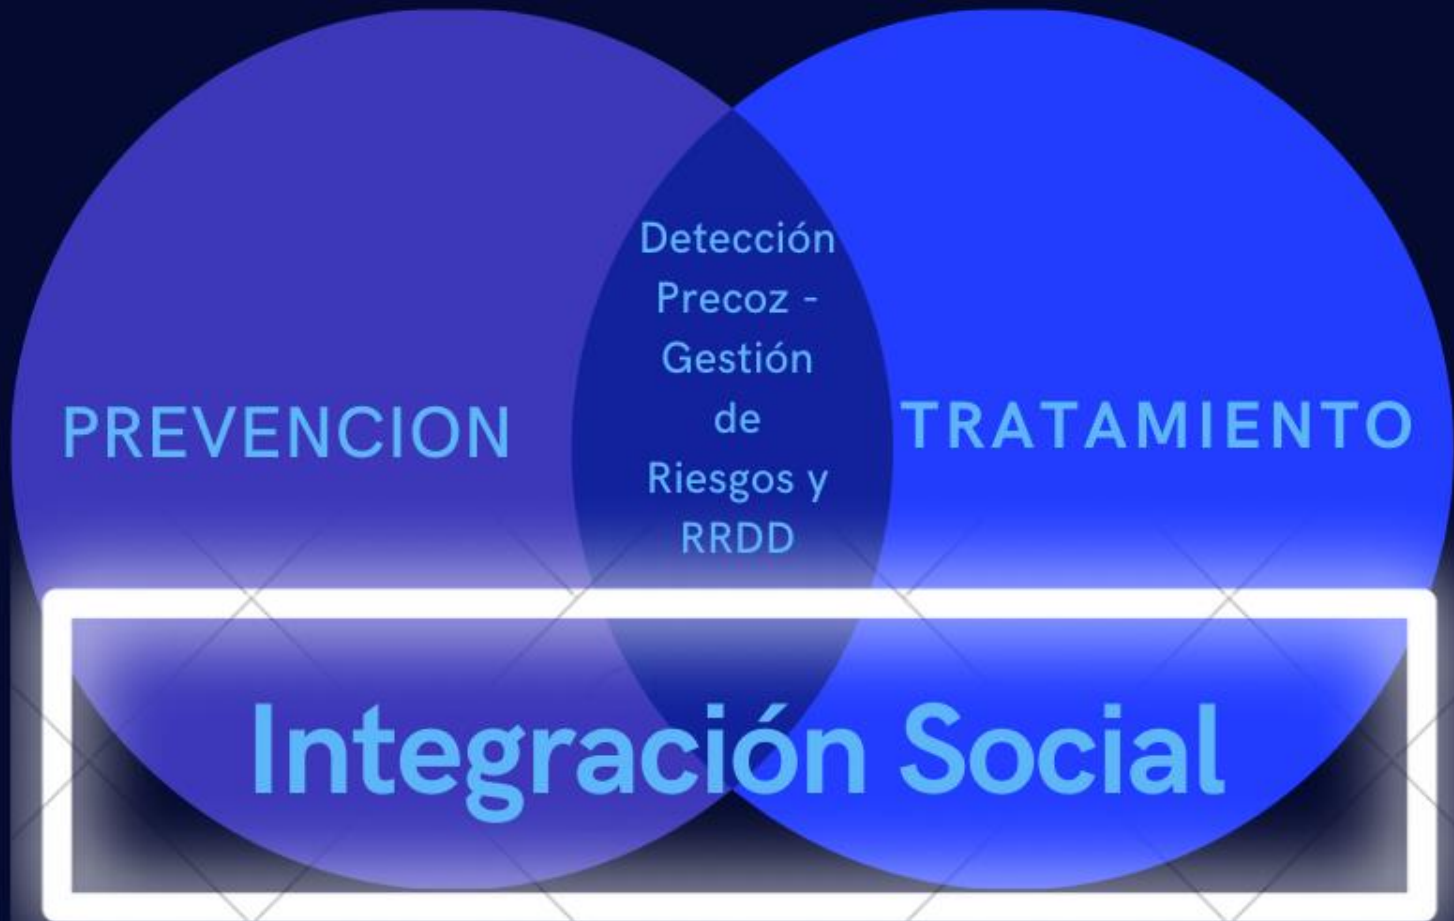 PREVENCION
Detección
Precoz -
Gestión
de
Riesgos y
RRDD
TRATAMIENTO
Integración Social